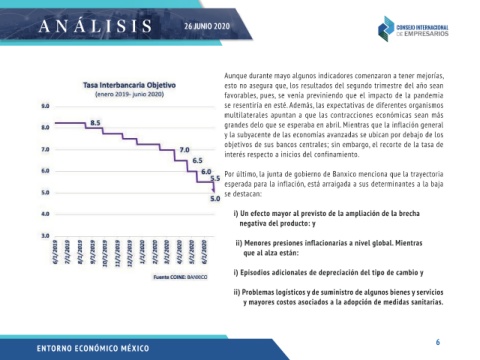 ANÁLISIS
26 JUNIO 2020
CONSEJO INTERNACIONAL
DE EMPRESARIOS
Tasa Interbancaria Objetivo
(enero 2019- junio 2020)
9.0
8.0
7.0
6.0
5.0
4.0
3.0
8.5
7.0
6.5
6.0
5.5
5.0
6/1/2019
7/1/2019
8/1/2019
9/1/2019
10/1/2019
11/1/2019
12/1/2019
1/1/2020
2/1/2020
3/1/2020
4/1/2020
5/1/2020
6/1/2020
Fuente COINE: BANXICO
Aunque durante mayo algunos indicadores comenzaron a tener mejorías,
esto no asegura que, los resultados del segundo trimestre del año sean
favorables, pues, se venía previniendo que el impacto de la pandemia
se resentiría en esté. Además, las expectativas de diferentes organismos
multilaterales apuntan a que las contracciones económicas sean más
grandes delo que se esperaba en abril. Mientras que la inflación general
y la subyacente de las economías avanzadas se ubican por debajo de los
objetivos de sus bancos centrales; sin embargo, el recorte de la tasa de
interés respecto a inicios del confinamiento.
Por último, la junta de gobierno de Banxico menciona que la trayectoria
esperada para la inflación, está arraigada a sus determinantes a la baja
se destacan:
i) Un efecto mayor al previsto de la ampliación de la brecha
negativa del producto: y
ii) Menores presiones inflacionarias a nivel global. Mientras
que al alza están:
i) Episodios adicionales de depreciación del tipo de cambio y
ii) Problemas logísticos y de suministro de algunos bienes y servicios
y mayores costos asociados a la adopción de medidas sanitarias.
ENTORNO ECONÓMICO MÉXICO
6